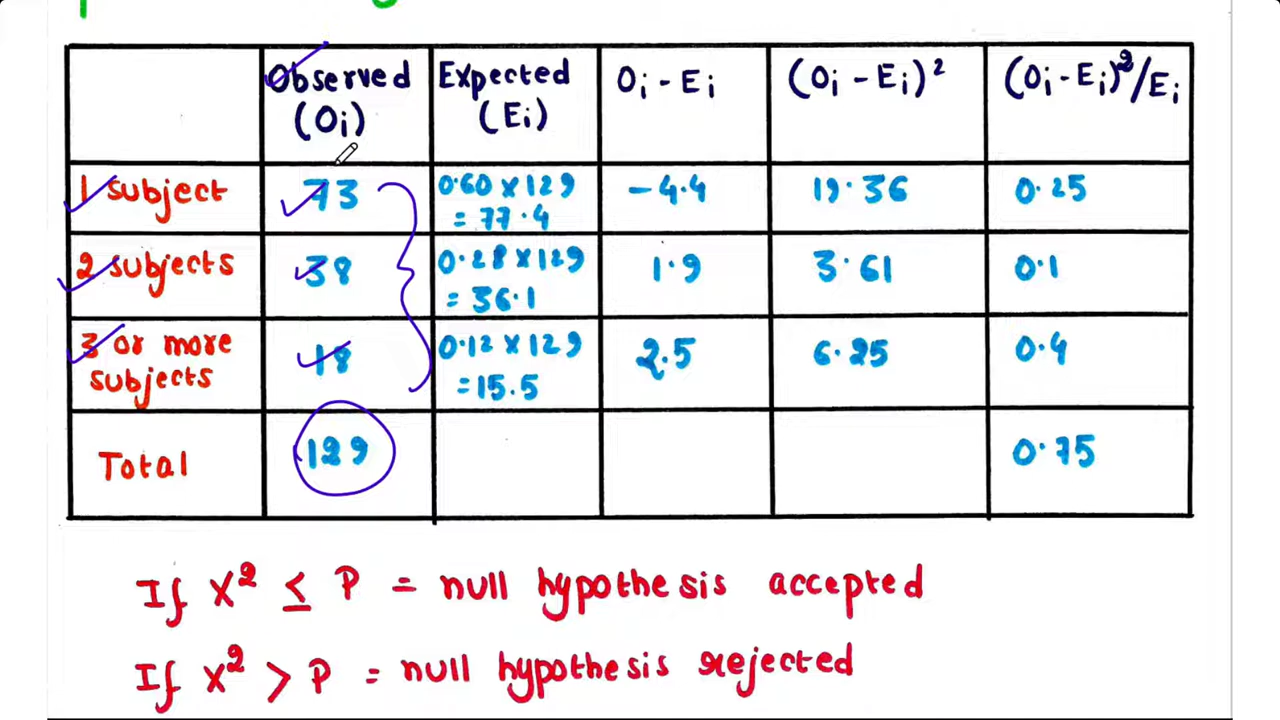 Observed (Oi) Expected (Ei) Oi - Ei (Oi - Ei)² (Oi - Ei)²/Ei
1 subject 73 0.60 x 129 = 77.4 -4.4 19.36 0.25
2 subjects 38 0.28 x 129 = 36.1 1.9 3.61 0.1
3 or more subjects 18 0.12 x 129 = 15.5 2.5 6.25 0.4
Total 129 0.75
If X² ≤ P = null hypothesis accepted
If X² > P = null hypothesis rejected